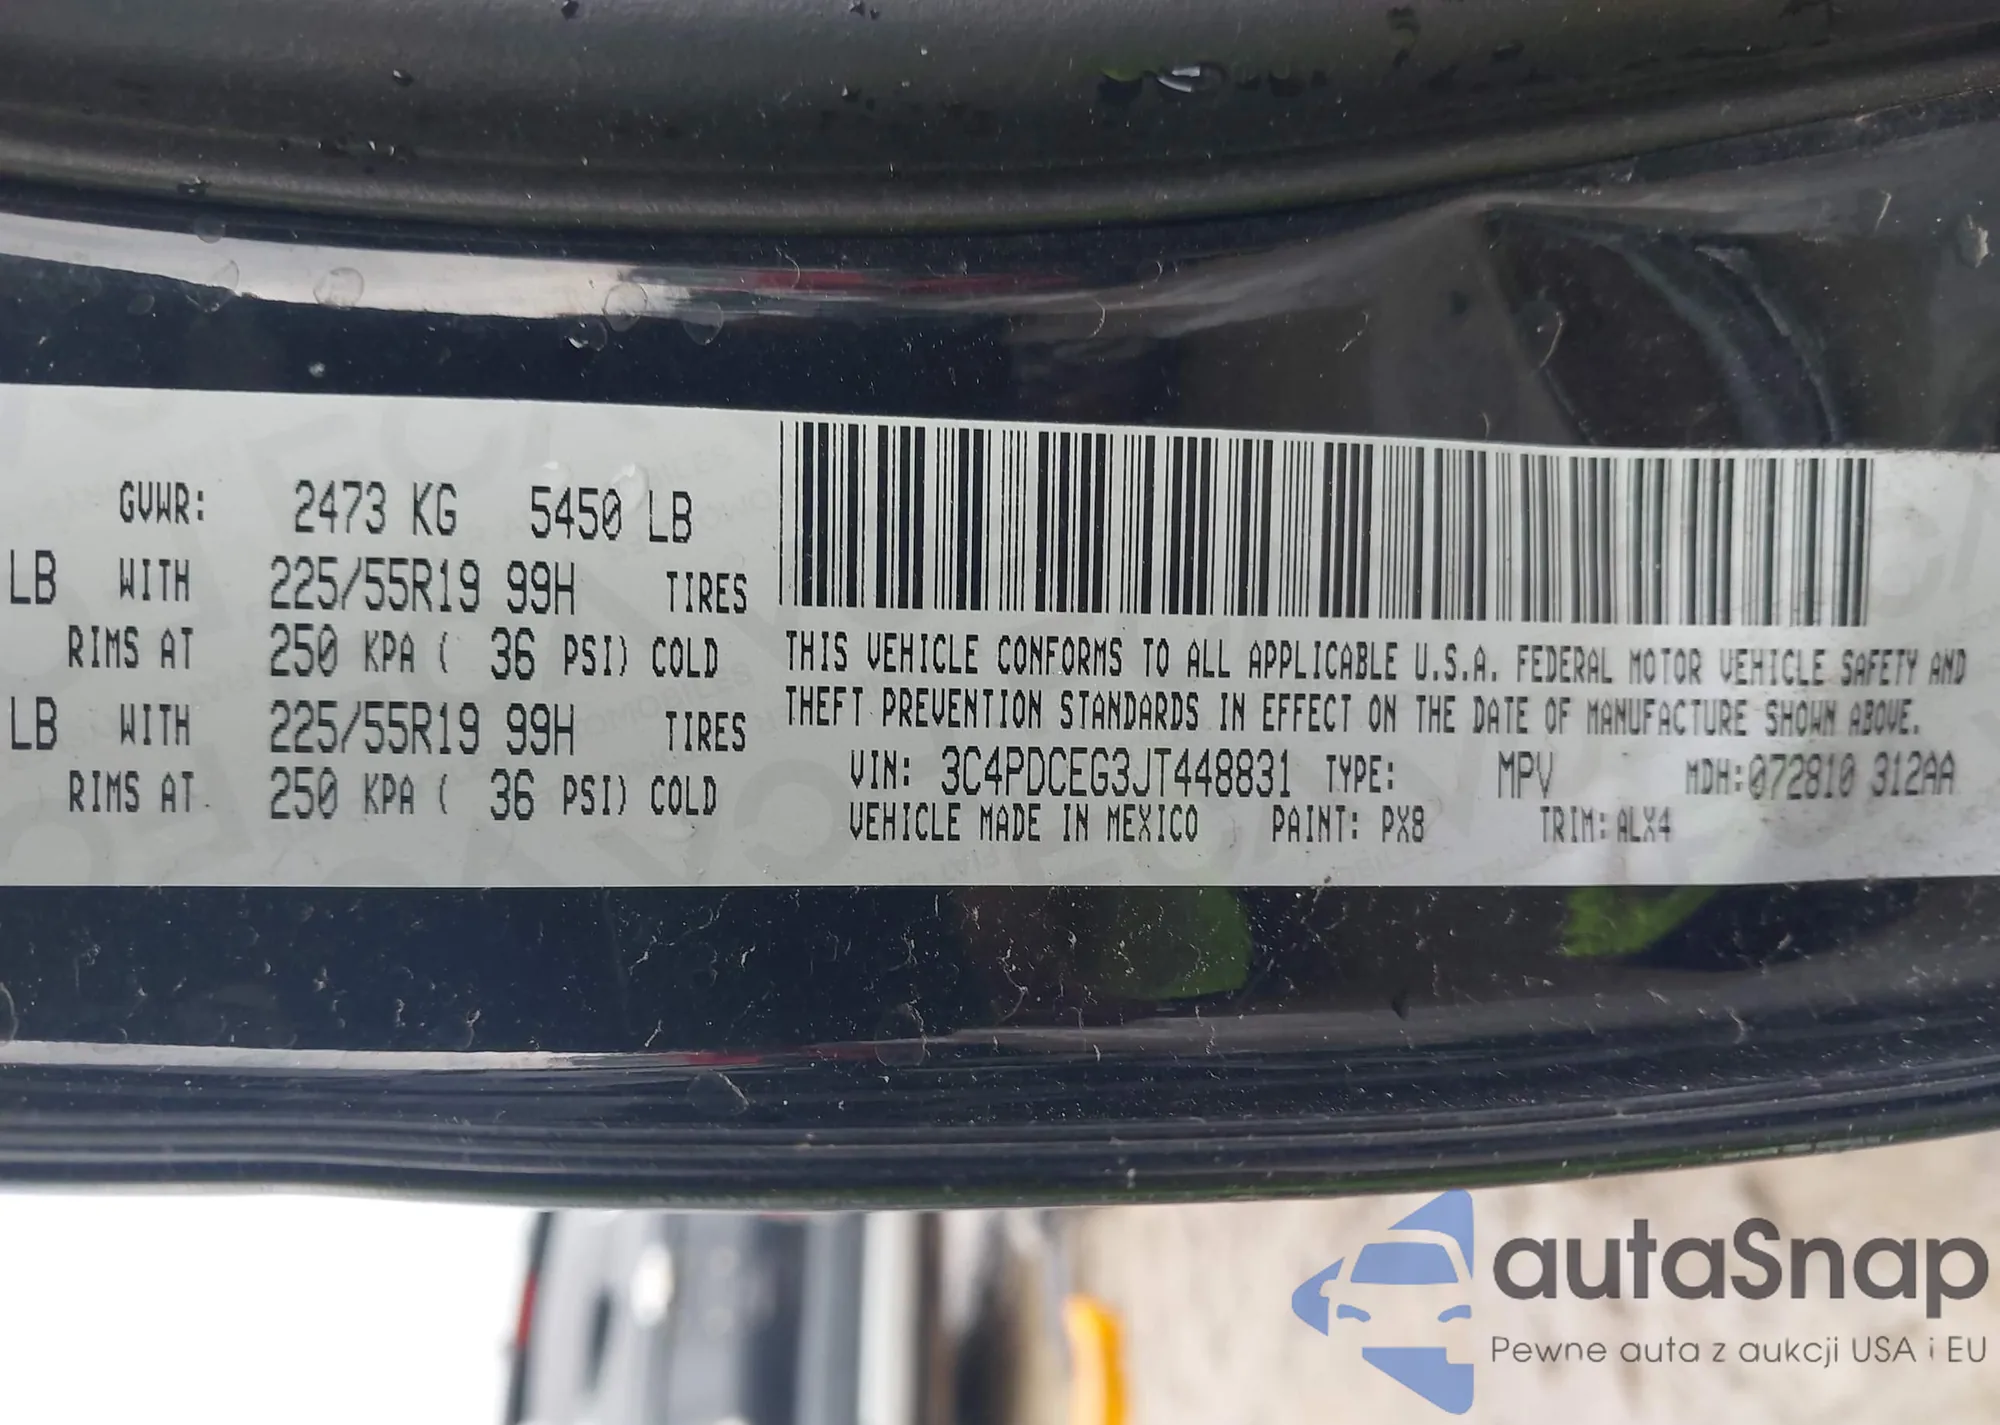 GVWR: 2473 KG 5450 LB
LB WITH 225/55R19 99H TIRES
RIMS AT 250 KPA ( 36 PSI) COLD
LB WITH 225/55R19 99H TIRES
RIMS AT 250 KPA ( 36 PSI) COLD
THIS VEHICLE CONFORMS TO ALL APPLICABLE U.S.A. FEDERAL MOTOR VEHICLE SAFETY AND
THEFT PREVENTION STANDARDS IN EFFECT ON THE DATE OF MANUFACTURE SHOWN ABOVE.
VIN: 3C4PDCEG3JT448831 TYPE: MPV MDH:072810 312AA
VEHICLE MADE IN MEXICO PAINT: PX8 TRIM: ALX4
autaSnap
Pewne auta z aukcji USA i EU